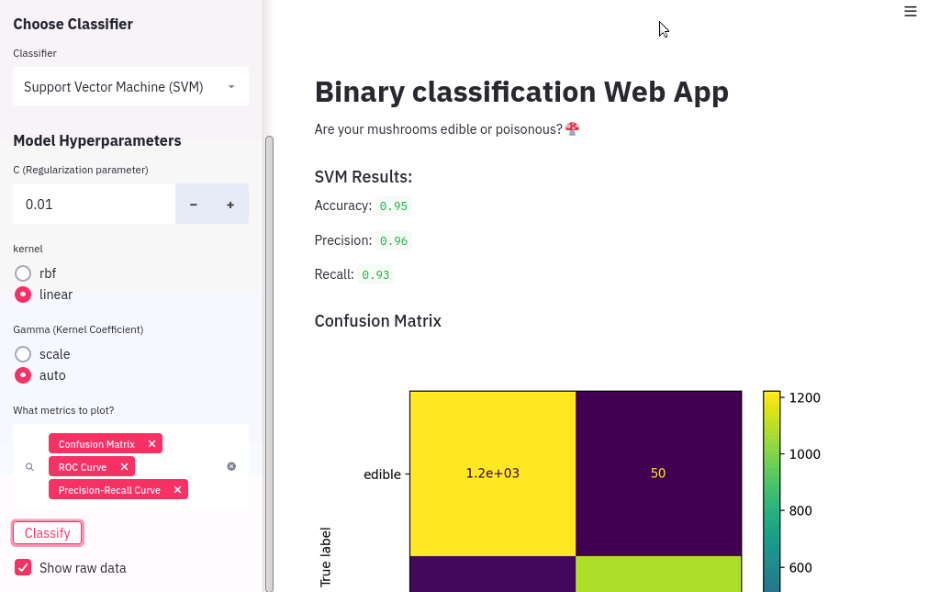 Choose Classifier
Classifier
Support Vector Machine (SVM)
Model Hyperparameters
C (Regularization parameter)
0.01
− +
kernel
rbf
linear
Gamma (Kernel Coefficient)
scale
auto
What metrics to plot?
Confusion Matrix ×
ROC Curve ×
Precision-Recall Curve ×
Classify
Show raw data
Binary classification Web App
Are your mushrooms edible or poisonous? 🍄
SVM Results:
Accuracy: 0.95
Precision: 0.96
Recall: 0.93
Confusion Matrix
edible
1.2e+03
50
True label
1200
1000
800
600